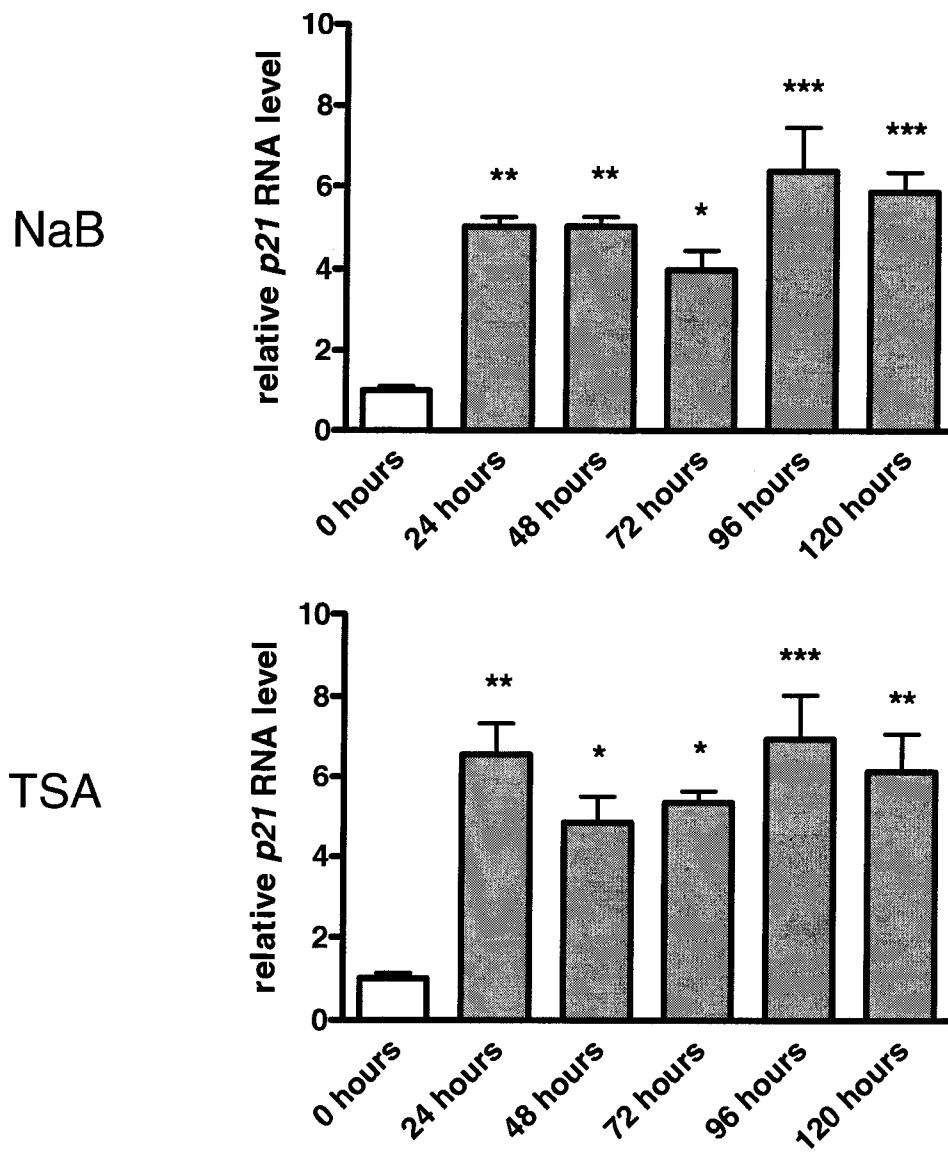 NaB
relative p21 RNA level
10
8
6
4
2
0
**
**
*
***
***
0 hours
24 hours
48 hours
72 hours
96 hours
120 hours
TSA
relative p21 RNA level
10
8
6
4
2
0
**
*
*
***
**
0 hours
24 hours
48 hours
72 hours
96 hours
120 hours